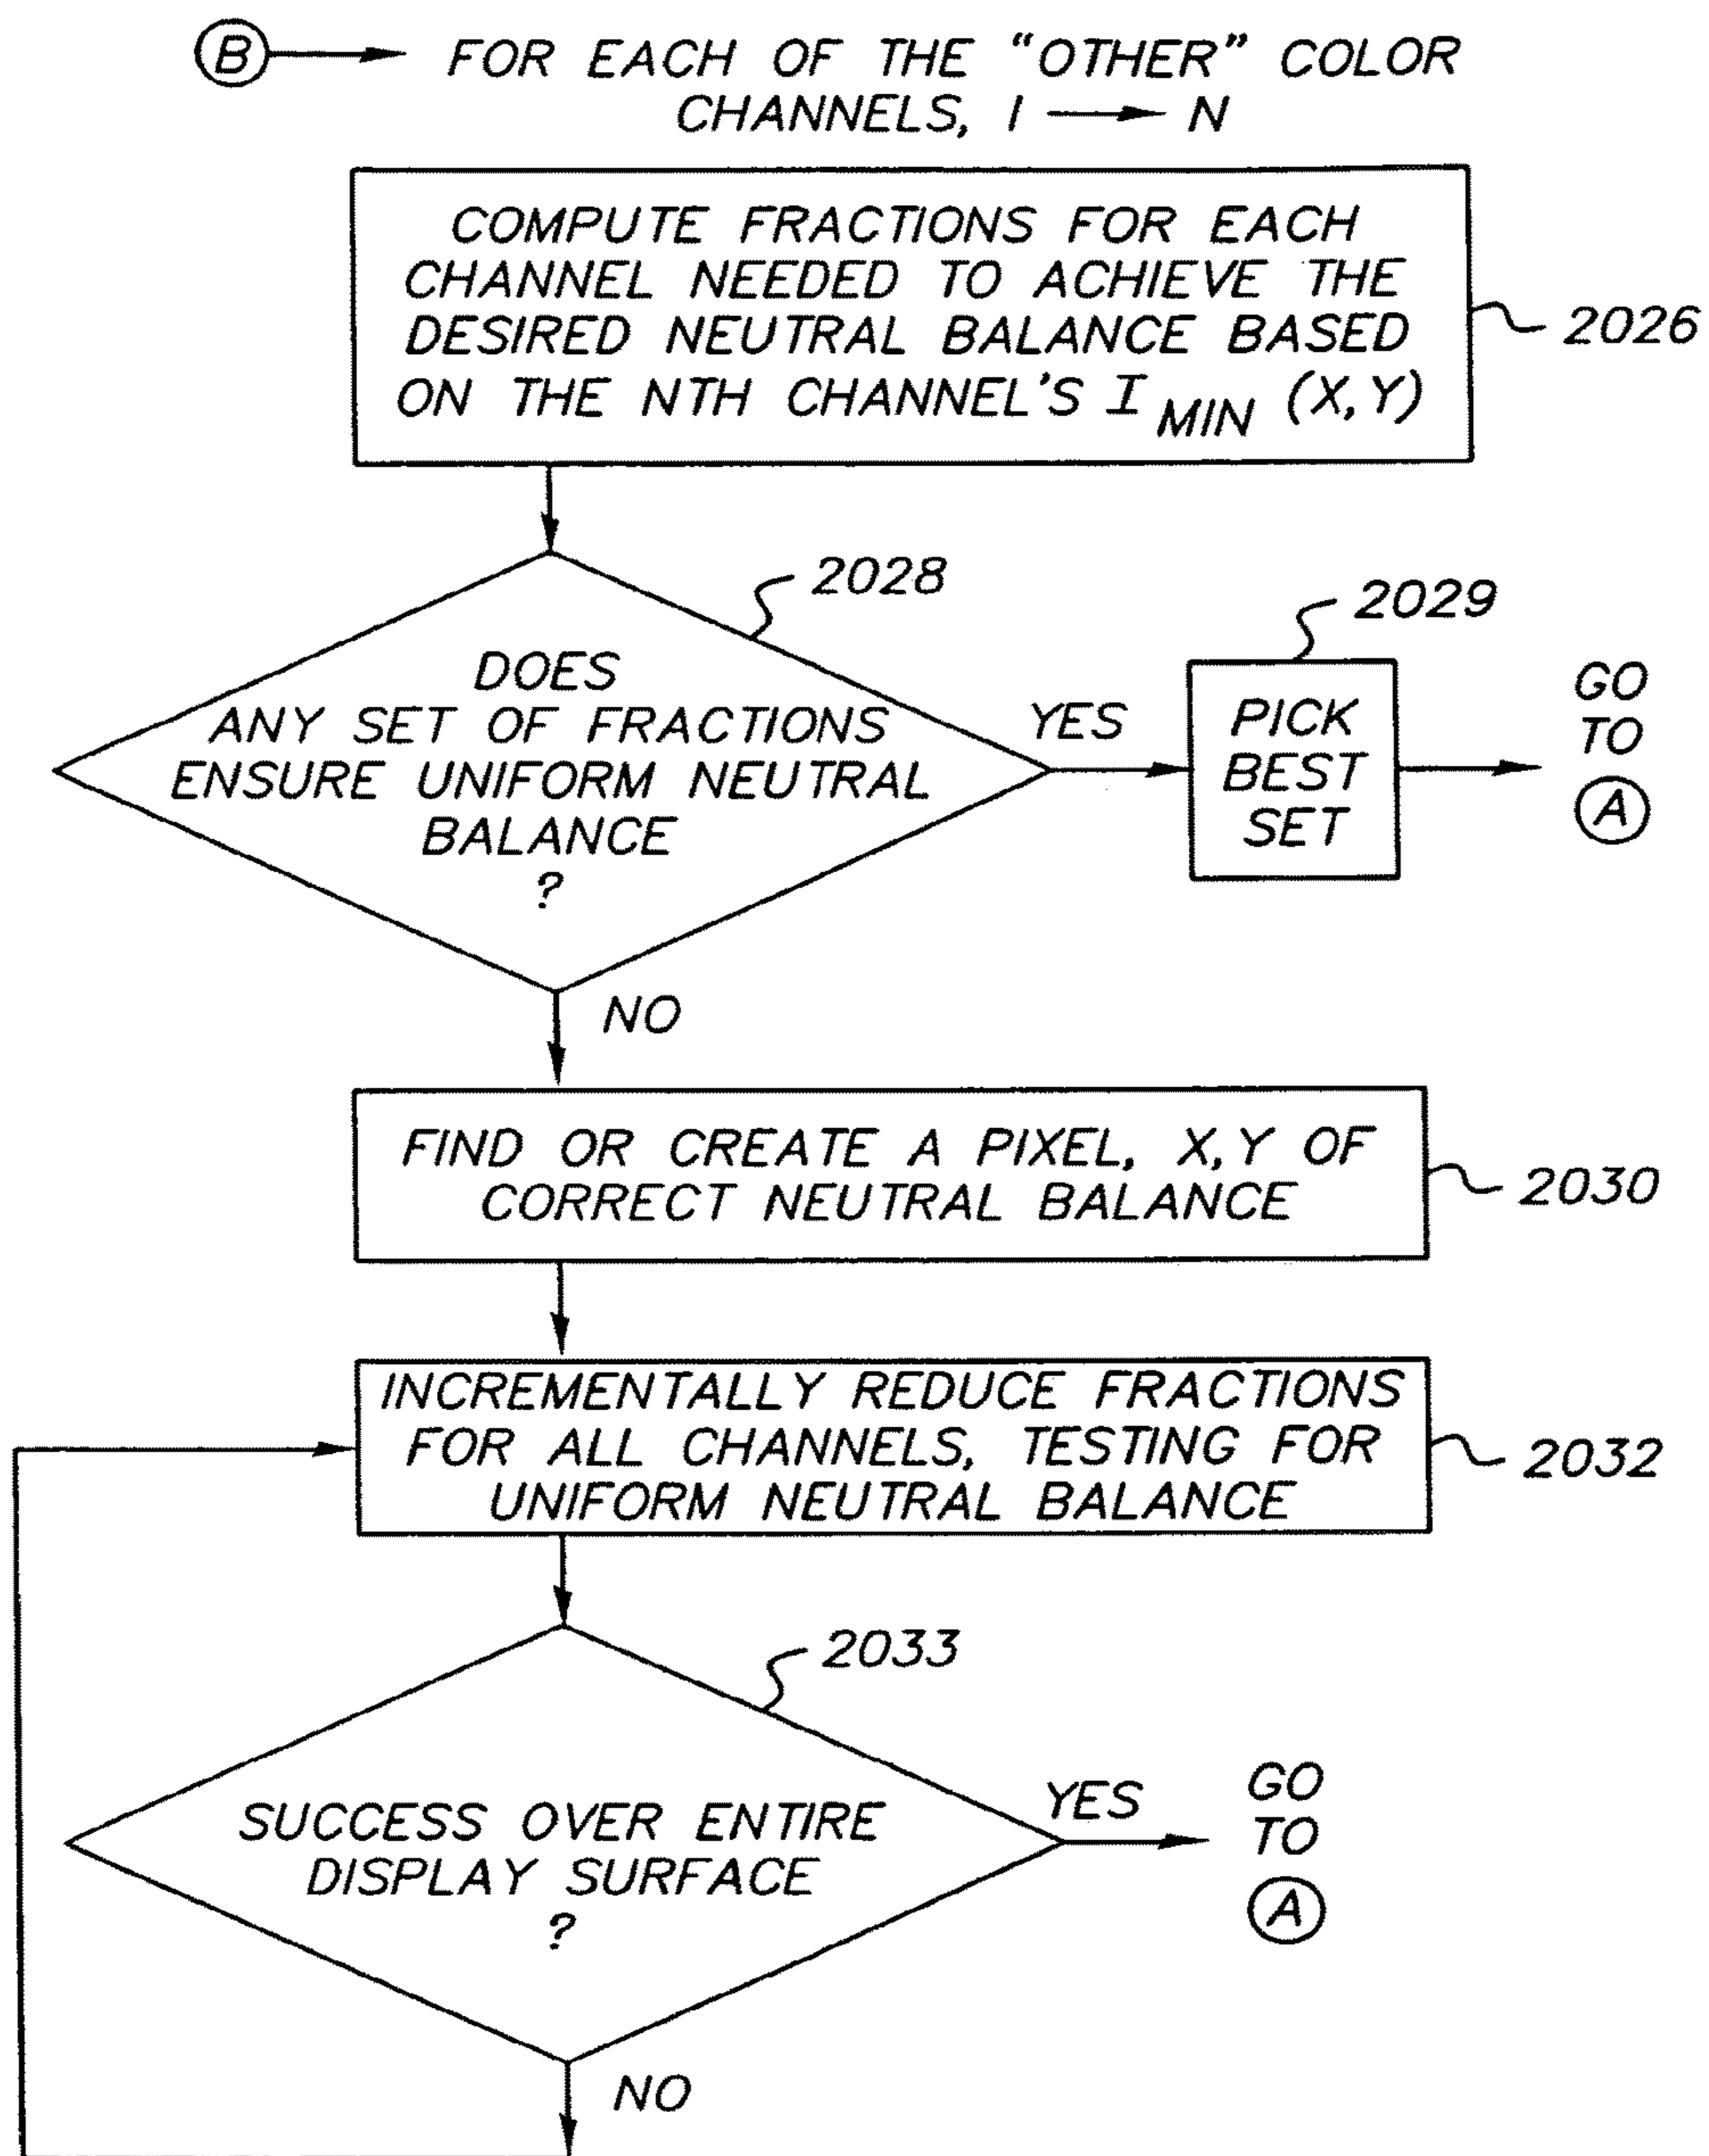 B FOR EACH OF THE "OTHER" COLOR
CHANNELS, I N
COMPUTE FRACTIONS FOR EACH
CHANNEL NEEDED TO ACHIEVE THE
DESIRED NEUTRAL BALANCE BASED
ON THE NTH CHANNEL'S I MIN (X,Y)
2026
2028
DOES
ANY SET OF FRACTIONS
ENSURE UNIFORM NEUTRAL
BALANCE
?
YES
2029
PICK
BEST
SET
GO
TO
A
NO
FIND OR CREATE A PIXEL, X,Y OF
CORRECT NEUTRAL BALANCE
2030
INCREMENTALLY REDUCE FRACTIONS
FOR ALL CHANNELS, TESTING FOR
UNIFORM NEUTRAL BALANCE
2032
2033
SUCCESS OVER ENTIRE
DISPLAY SURFACE
?
YES
GO
TO
A
NO